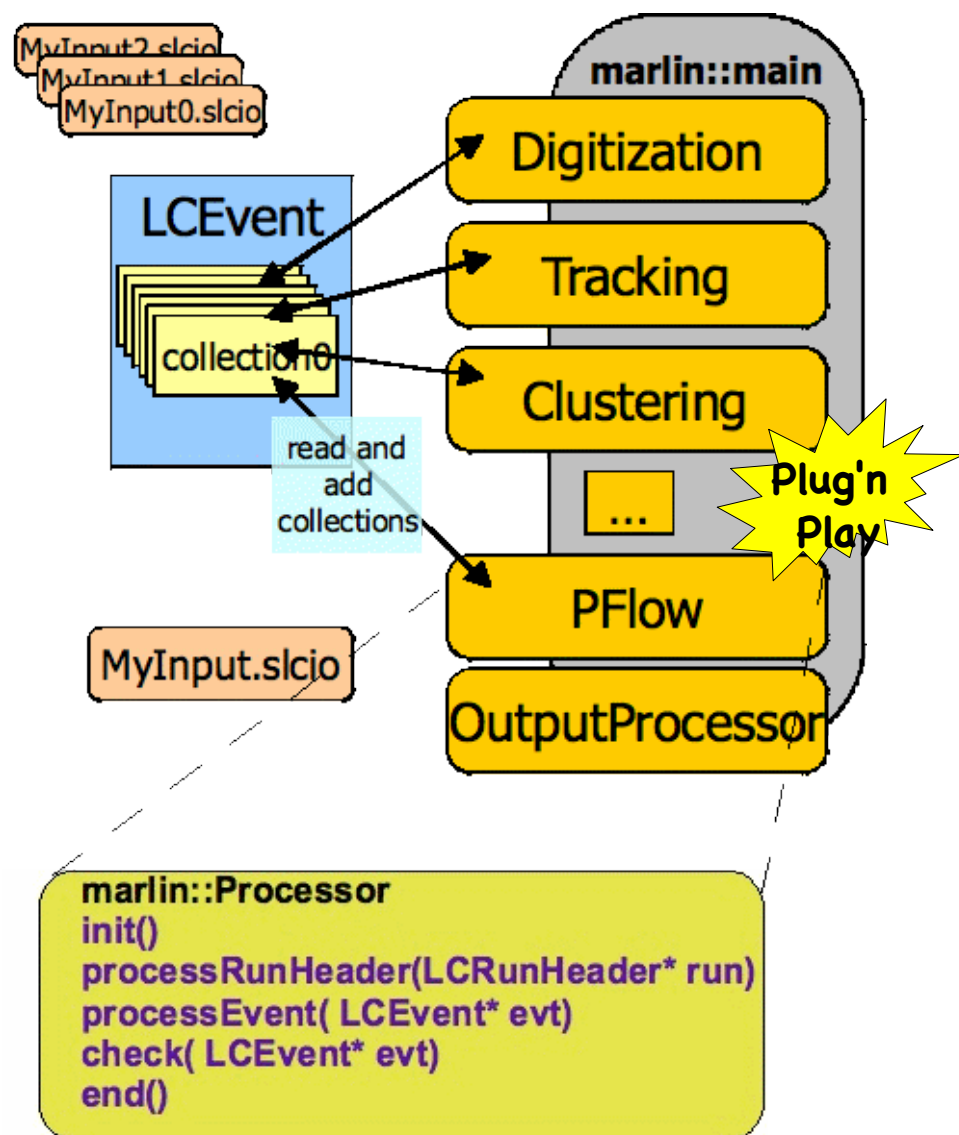 MyInput2.slcio
MyInput1.slcio
MyInput0.slcio
marlin::main
Digitization
LCEvent
Tracking
collection0
Clustering
read and
add
collections
Plug'n
Play
...
PFlow
MyInput.slcio
OutputProcessor
marlin::Processor
init()
processRunHeader(LCRunHeader* run)
processEvent( LCEvent* evt)
check( LCEvent* evt)
end()